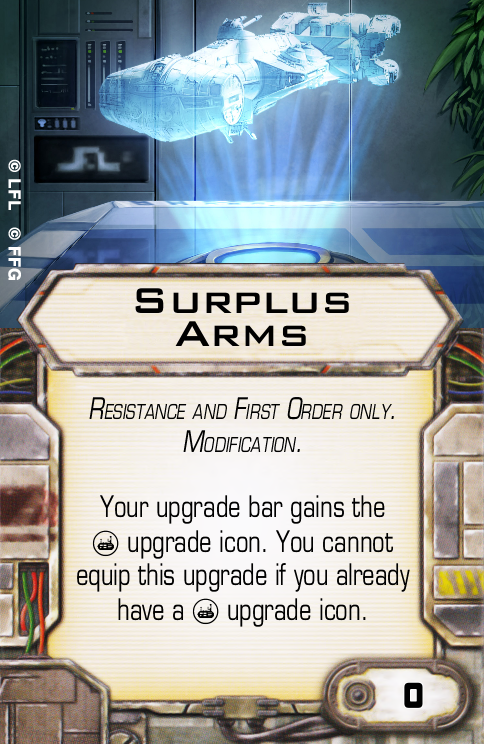 © LFL © FFG
SURPLUS
ARMS
RESISTANCE AND FIRST ORDER ONLY.
MODIFICATION.
Your upgrade bar gains the
upgrade icon. You cannot
equip this upgrade if you already
have a upgrade icon.
0